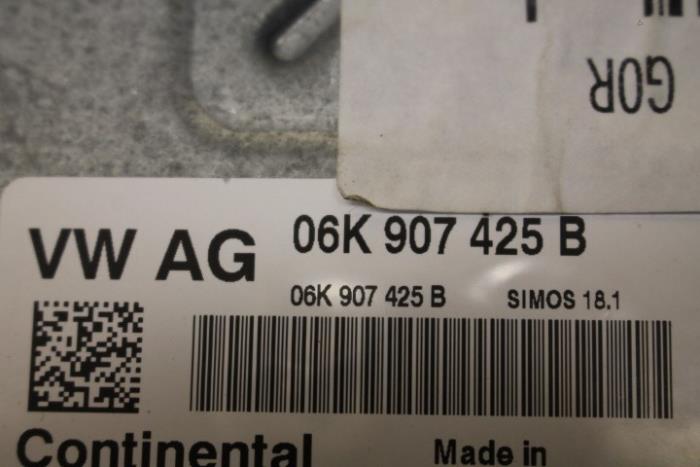 GOR
VW AG 06K 907 425 B
06K 907 425 B SIMOS 18.1
Continental Made in